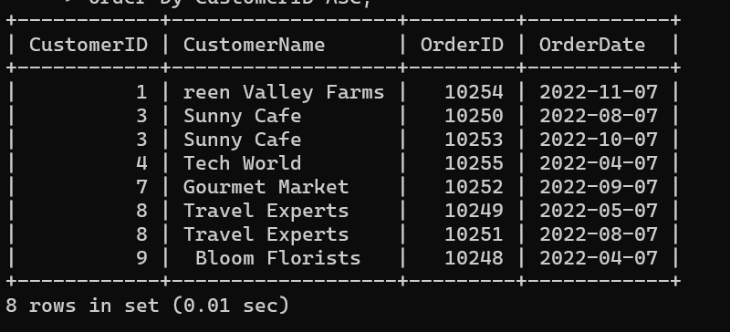 order by CustomerID ASC;
+------------+-------------------+---------+------------+
| CustomerID | CustomerName      | OrderID | OrderDate  |
+------------+-------------------+---------+------------+
|          1 | reen Valley Farms |   10254 | 2022-11-07 |
|          3 | Sunny Cafe        |   10250 | 2022-08-07 |
|          3 | Sunny Cafe        |   10253 | 2022-10-07 |
|          4 | Tech World        |   10255 | 2022-04-07 |
|          7 | Gourmet Market    |   10252 | 2022-09-07 |
|          8 | Travel Experts    |   10249 | 2022-05-07 |
|          8 | Travel Experts    |   10251 | 2022-08-07 |
|          9 |  Bloom Florists   |   10248 | 2022-04-07 |
+------------+-------------------+---------+------------+
8 rows in set (0.01 sec)